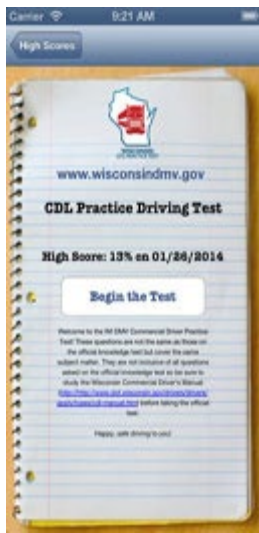 Carrier 9:21 AM
High Scores
www.wisconsindmv.gov
CDL Practice Driving Test
High Score: 13% on 01/26/2014
Begin the Test
Welcome to the WI DMV Commercial Driver Practice
Test! These questions are not the same as those on
the official knowledge test but cover the same
subject matter. They are not inclusive of all questions
asked on the official knowledge test so be sure to
study the Wisconsin Commercial Driver's Manual
before taking the official
test.
Happy, safe driving to you!